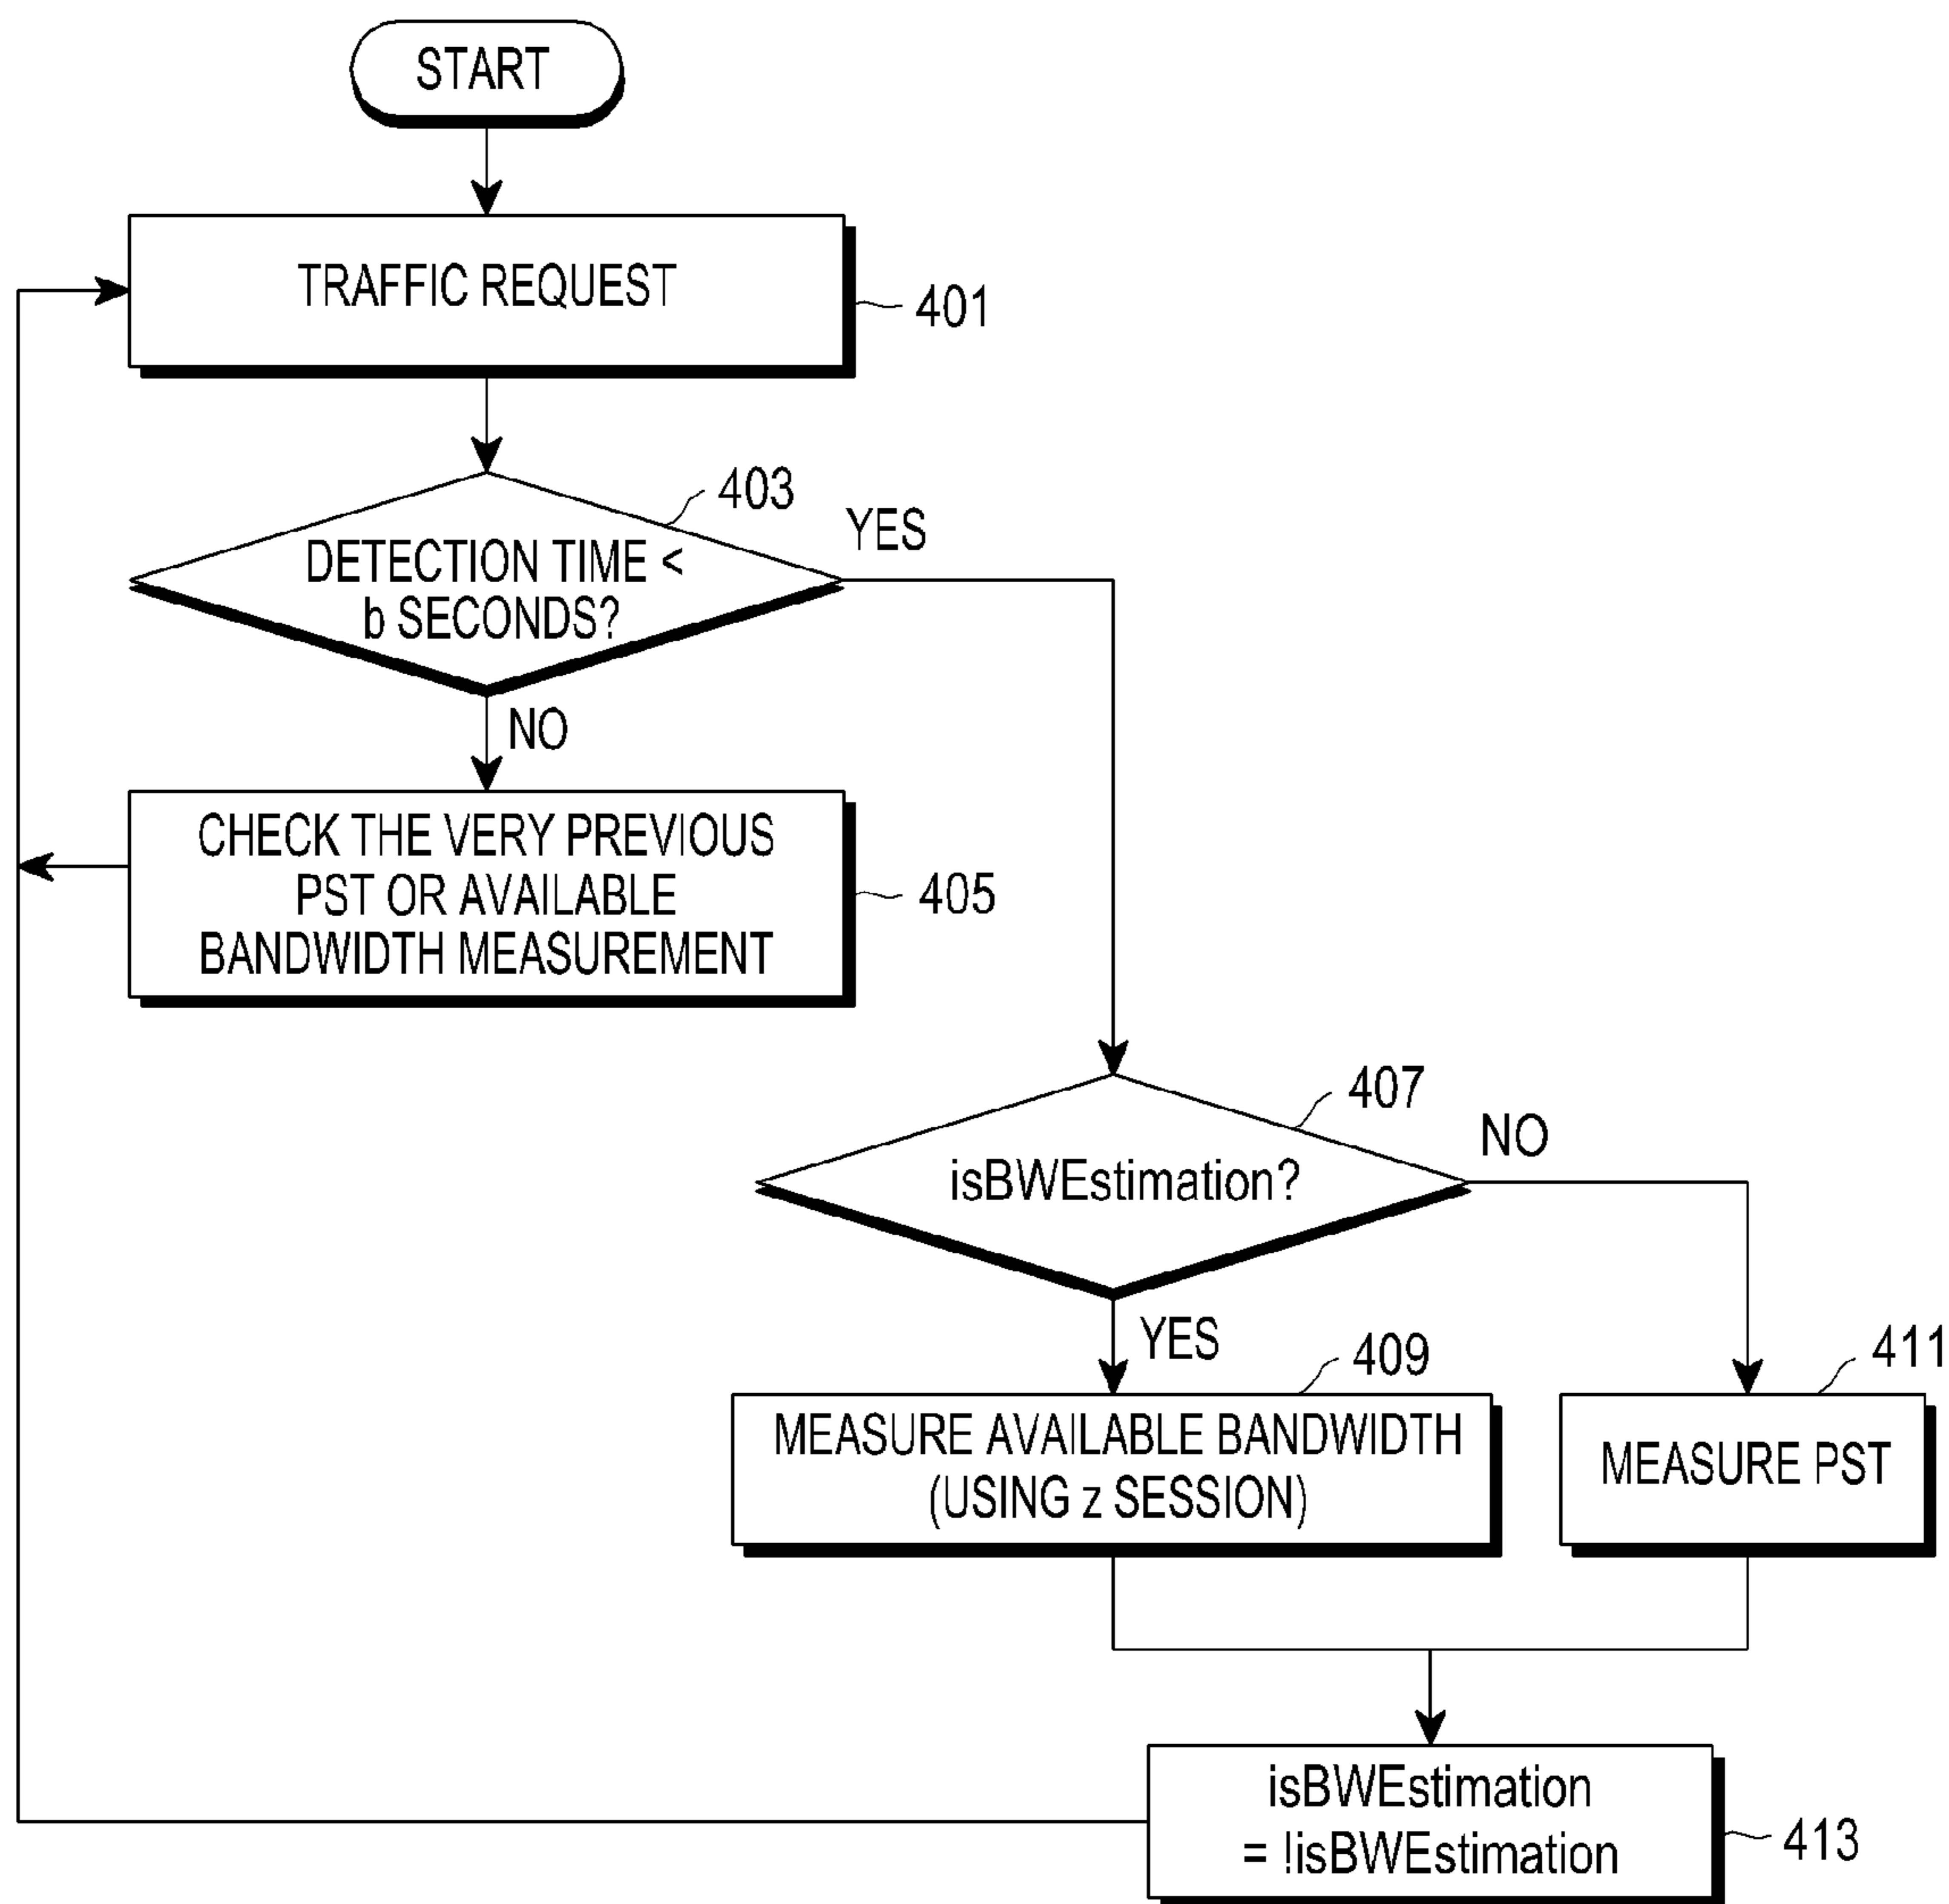 START
TRAFFIC REQUEST
401
403
DETECTION TIME <
b SECONDS?
YES
NO
CHECK THE VERY PREVIOUS
PST OR AVAILABLE
BANDWIDTH MEASUREMENT
405
407
isBWEstimation?
NO
YES
409
MEASURE AVAILABLE BANDWIDTH
(USING z SESSION)
411
MEASURE PST
isBWEstimation
= !isBWEstimation
413